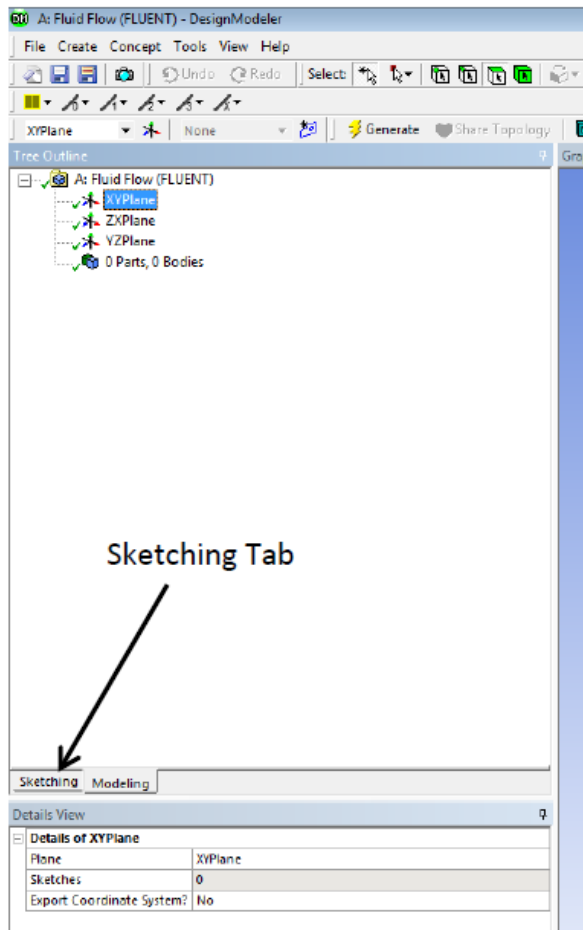 A: Fluid Flow (FLUENT) - DesignModeler
File Create Concept Tools View Help
Undo Redo Select:
XYPlane None Generate Share Topology
Tree Outline Gra
A: Fluid Flow (FLUENT)
XYPlane
ZXPlane
YZPlane
0 Parts, 0 Bodies
Sketching Tab
Sketching Modeling
Details View
Details of XYPlane
Plane XYPlane
Sketches 0
Export Coordinate System? No